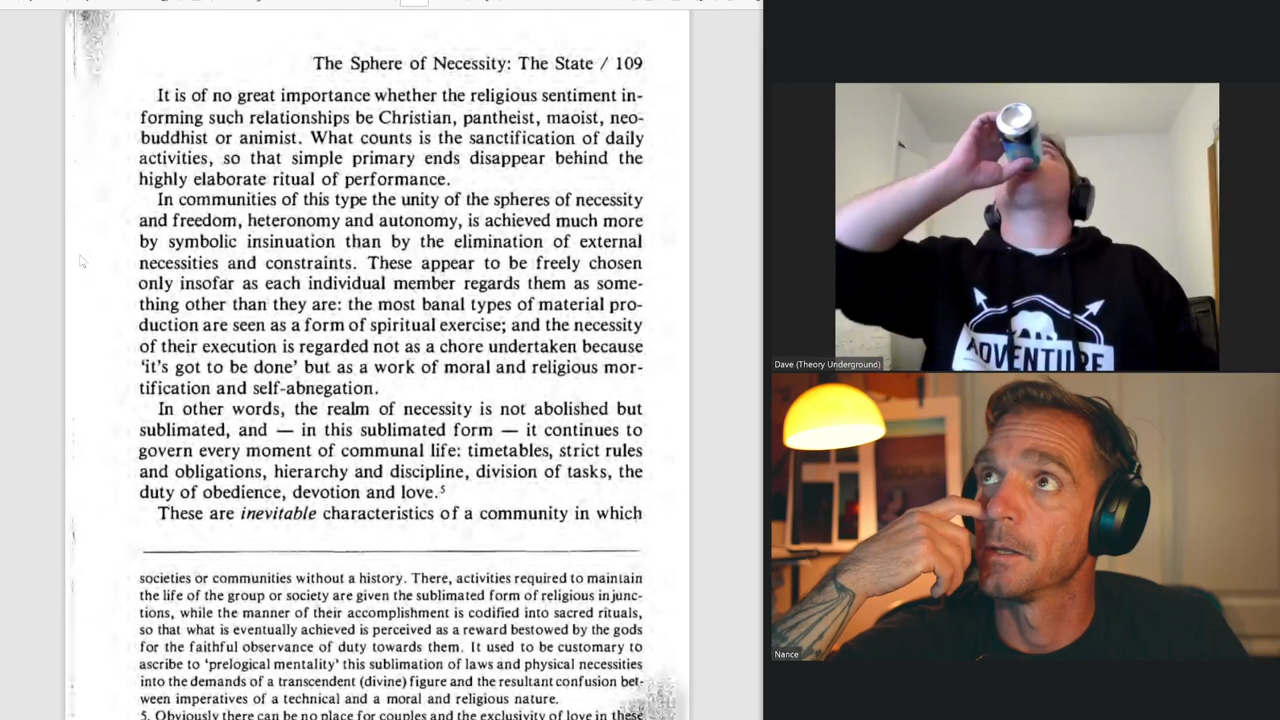 The Sphere of Necessity: The State / 109
It is of no great importance whether the religious sentiment in-
forming such relationships be Christian, pantheist, maoist, neo-
buddhist or animist. What counts is the sanctification of daily
activities, so that simple primary ends disappear behind the
highly elaborate ritual of performance.
In communities of this type the unity of the spheres of necessity
and freedom, heteronomy and autonomy, is achieved much more
by symbolic insinuation than by the elimination of external
necessities and constraints. These appear to be freely chosen
only insofar as each individual member regards them as some-
thing other than they are: the most banal types of material pro-
duction are seen as a form of spiritual exercise; and the necessity
of their execution is regarded not as a chore undertaken because
'it's got to be done' but as a work of moral and religious mor-
tification and self-abnegation.
In other words, the realm of necessity is not abolished but
sublimated, and — in this sublimated form — it continues to
govern every moment of communal life: timetables, strict rules
and obligations, hierarchy and discipline, division of tasks, the
duty of obedience, devotion and love.⁵
These are inevitable characteristics of a community in which
societies or communities without a history. There, activities required to maintain
the life of the group or society are given the sublimated form of religious injunc-
tions, while the manner of their accomplishment is codified into sacred rituals,
so that what is eventually achieved is perceived as a reward bestowed by the gods
for the faithful observance of duty towards them. It used to be customary to
ascribe to 'prelogical mentality' this sublimation of laws and physical necessities
into the demands of a transcendent (divine) figure and the resultant confusion bet-
ween imperatives of a technical and a moral and religious nature.
5. Obviously there can be no place for couples and the exclusivity of love in these
ADVENTURE
Dave (Theory Underground)
Nance